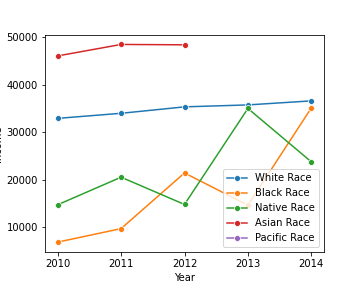 50000
40000
30000
20000
10000
Income
2010 2011 2012 2013 2014
Year
White Race
Black Race
Native Race
Asian Race
Pacific Race